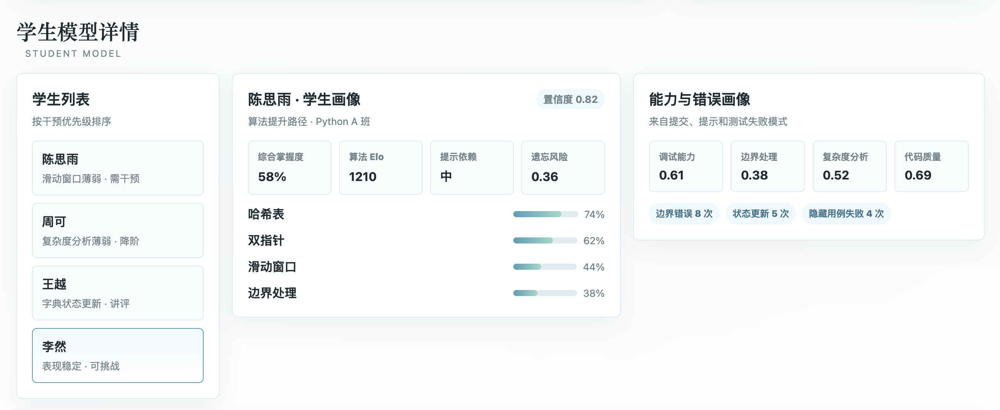 学生模型详情
STUDENT MODEL
学生列表
按干预优先级排序
陈思雨
滑动窗口薄弱 · 需干预
周可
复杂度分析薄弱 · 降阶
王越
字典状态更新 · 讲评
李然
表现稳定 · 可挑战
陈思雨 · 学生画像
置信度 0.82
算法提升路径 · Python A 班
综合掌握度
58%
算法 Elo
1210
提示依赖
中
遗忘风险
0.36
哈希表 74%
双指针 62%
滑动窗口 44%
边界处理 38%
能力与错误画像
来自提交、提示和测试失败模式
调试能力
0.61
边界处理
0.38
复杂度分析
0.52
代码质量
0.69
边界错误 8 次
状态更新 5 次
隐藏用例失败 4 次